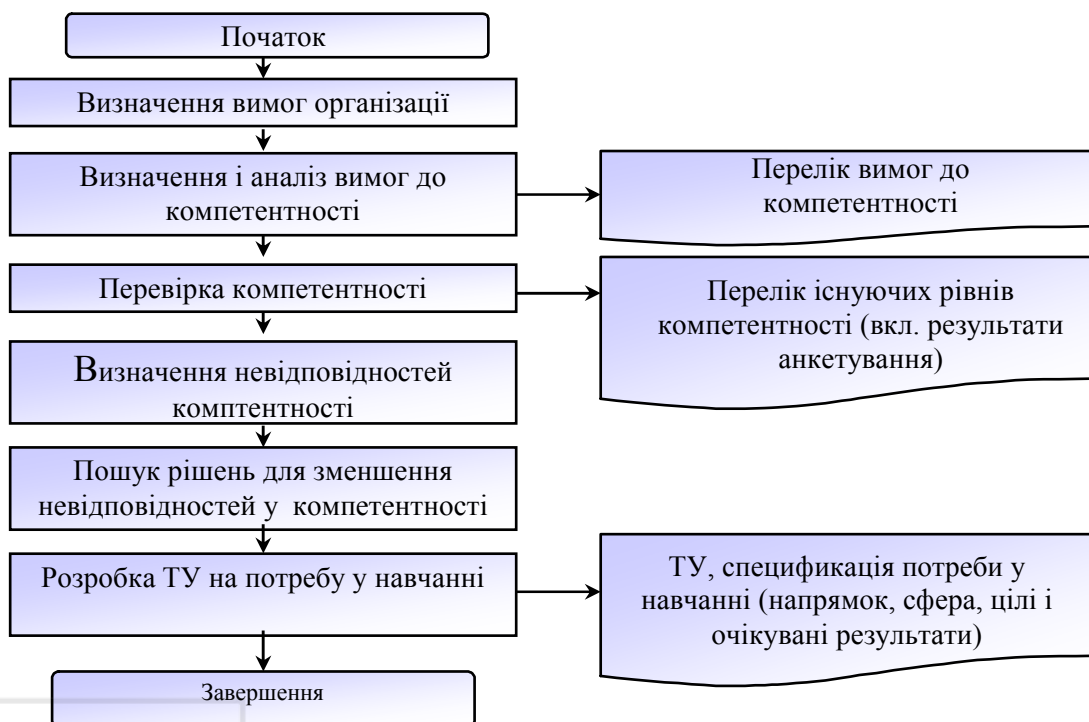 Початок
Визначення вимог організації
Визначення і аналіз вимог до
компетентності
Перелік вимог до
компетентності
Перевірка компетентності
Перелік існуючих рівнів
компетентності (вкл. результати
анкетування)
Визначення невідповідностей
комптентності
Пошук рішень для зменшення
невідповідностей у компетентності
Розробка ТУ на потребу у навчанні
ТУ, спецификація потреби у
навчанні (напрямок, сфера, цілі і
очікувані результати)
Завершення